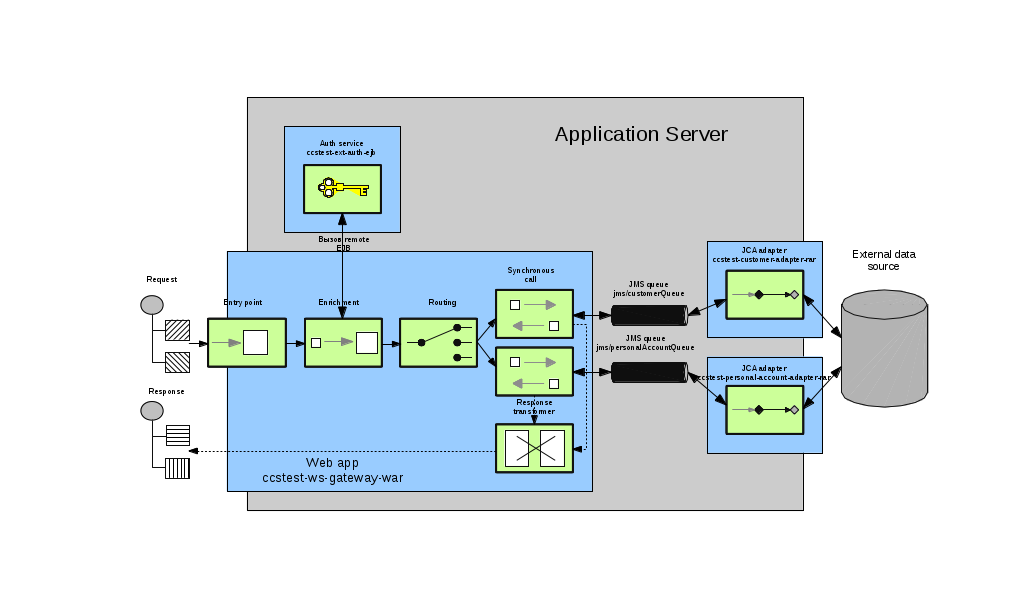 Application Server
Auth service
ccstest-ext-auth-ejb
Вызов remote
EJB
JCA adapter
ccstest-customer-adapter-rar
External data
source
Request
Entry point
Enrichment
Routing
Synchronous
call
JMS queue
jms/customerQueue
JMS queue
jms/personalAccountQueue
JCA adapter
ccstest-personal-account-adapter-rar
Response
Response
transformer
Web app
ccstest-ws-gateway-war